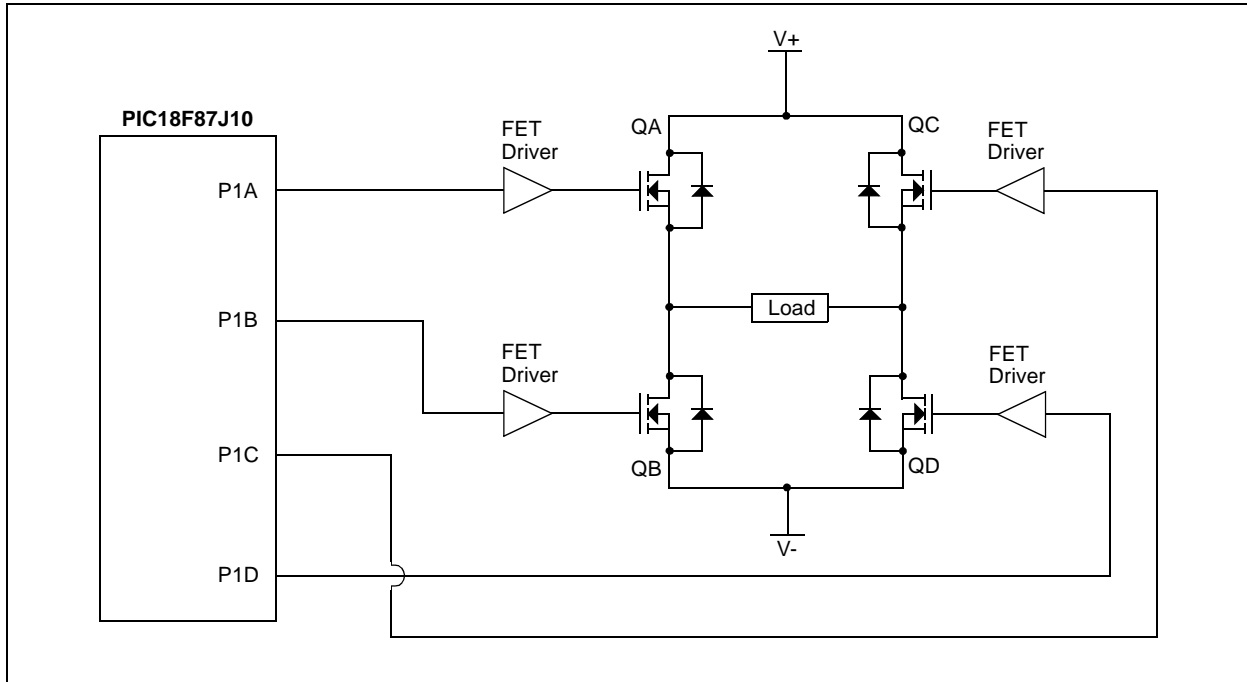 V+
PIC18F87J10
FET
Driver
QA
QC
FET
Driver
P1A
Load
P1B
FET
Driver
FET
Driver
P1C
QB
QD
V-
P1D